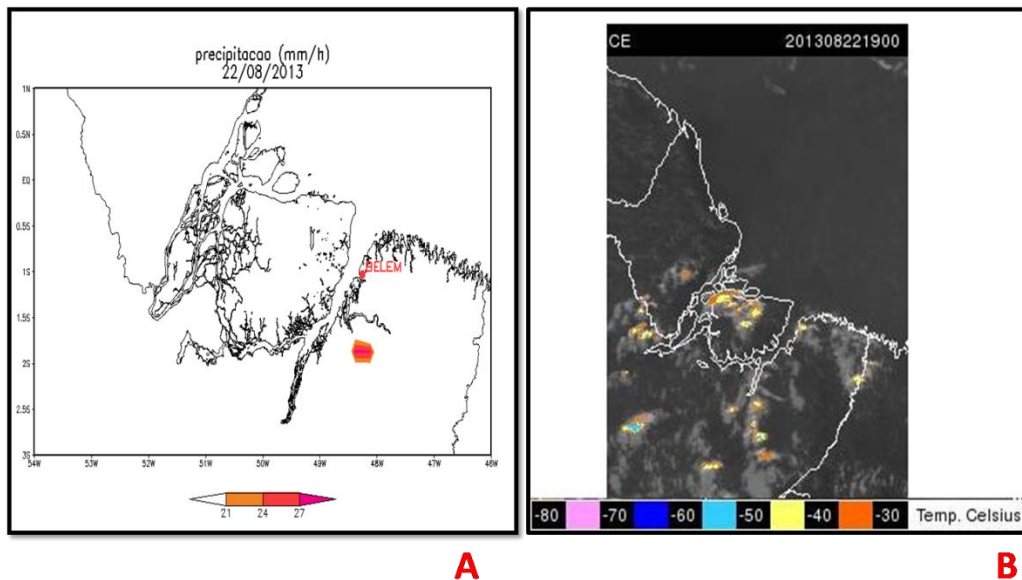 precipitacao (mm/h)
22/08/2013
1N
0.5N
EQ
0.5S
1S
1.5S
2S
2.5S
3S
54W 53W 52W 51W 50W 49W 48W 47W 46W
BELEM
21 24 27
A
CE 201308221900
-80 -70 -60 -50 -40 -30 Temp. Celsius
B